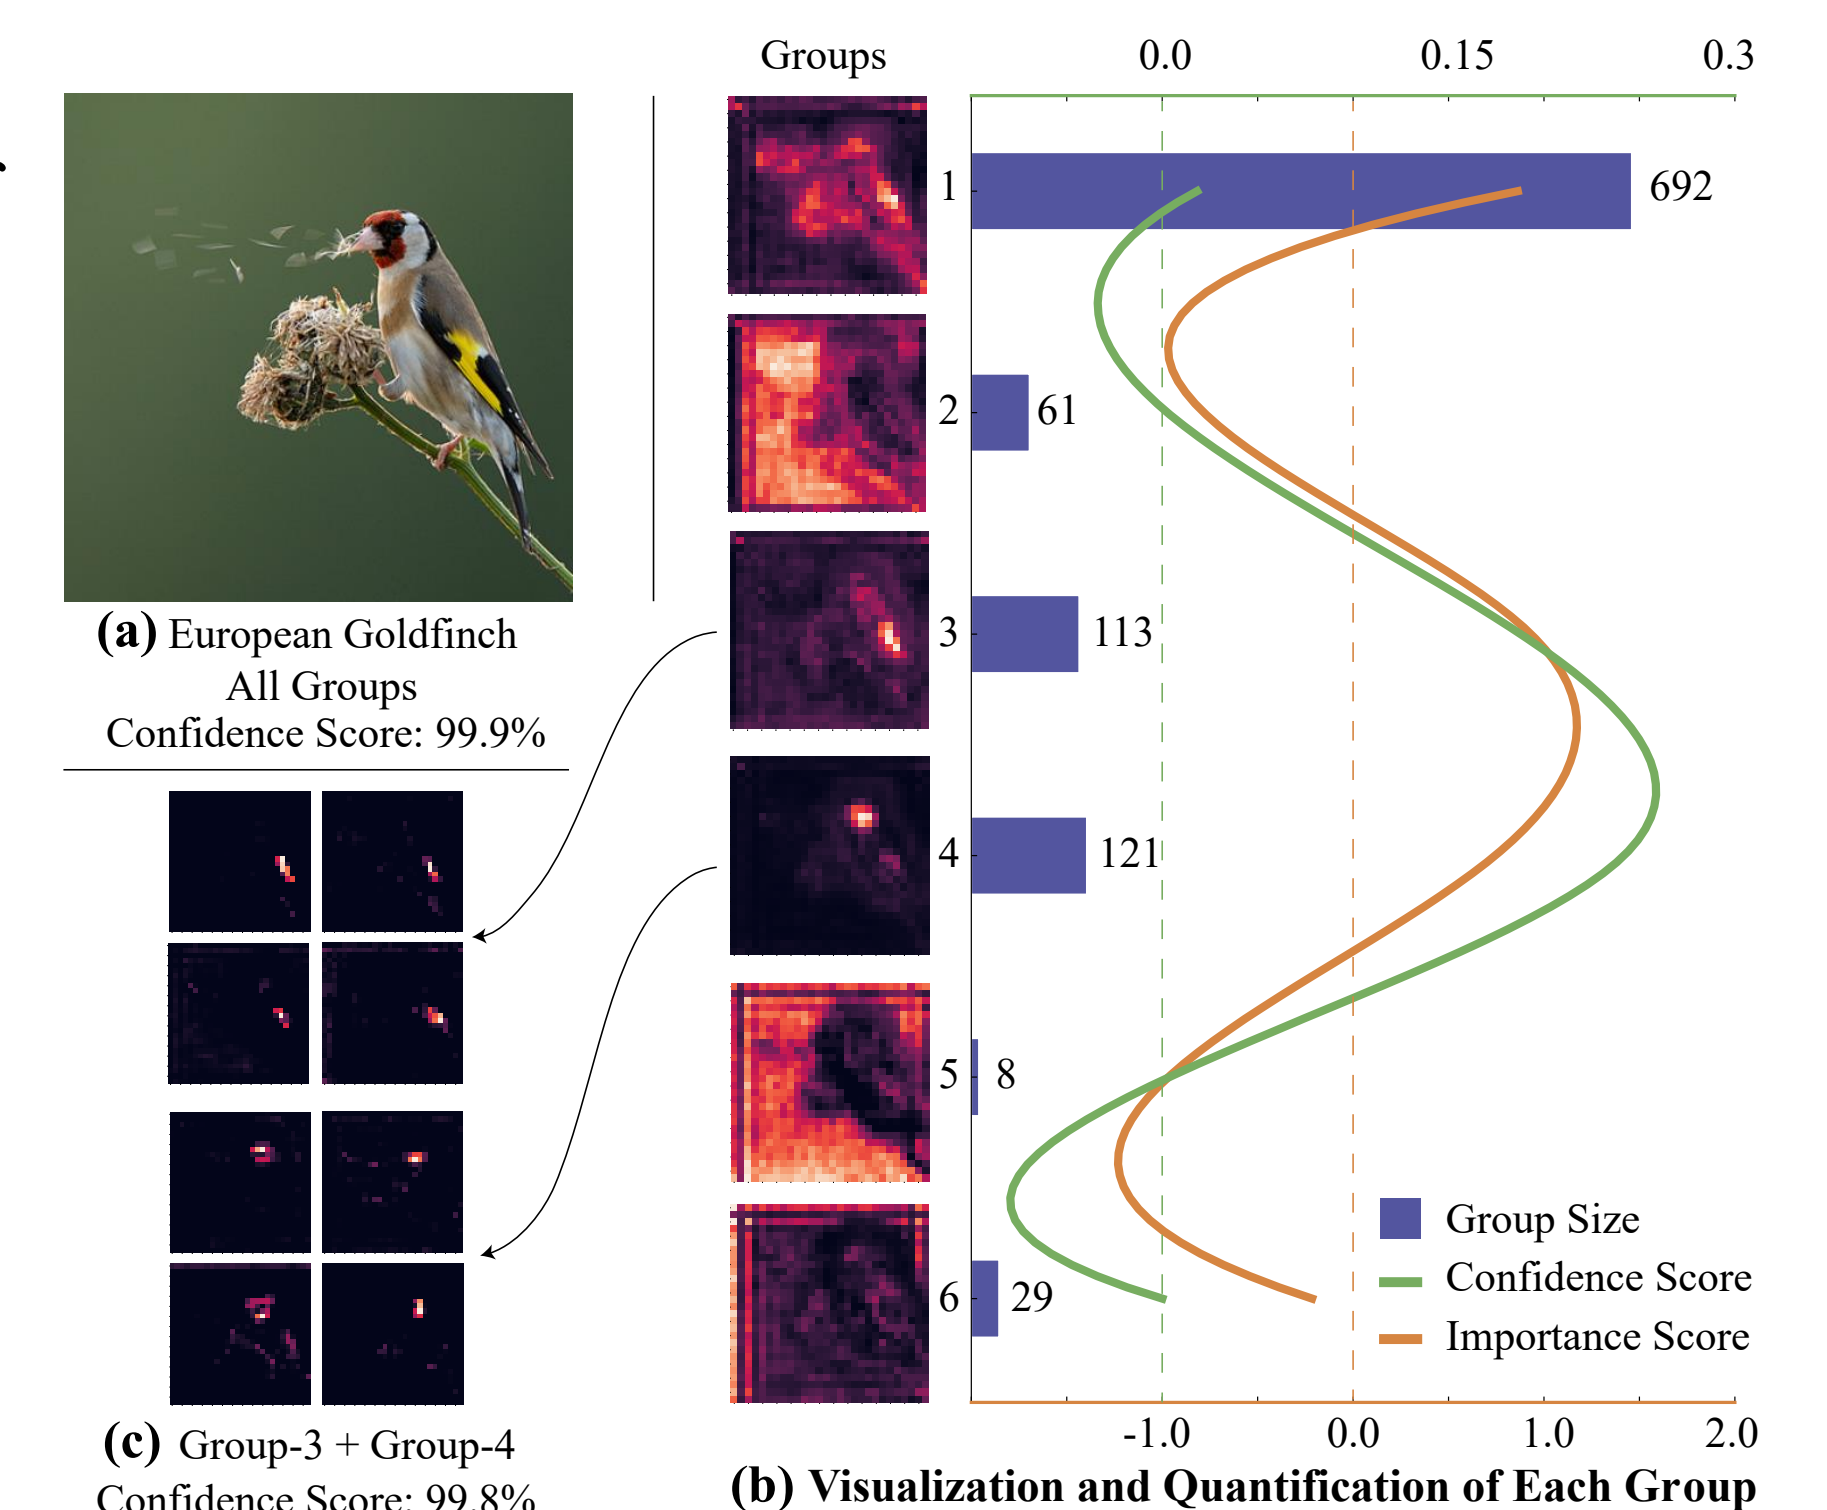 Groups
0.0 0.15 0.3
1 692
2 61
3 113
4 121
5 8
6 29
Group Size
Confidence Score
Importance Score
-1.0 0.0 1.0 2.0
(b) Visualization and Quantification of Each Group
(a) European Goldfinch
All Groups
Confidence Score: 99.9%
(c) Group-3 + Group-4
Confidence Score: 99.8%